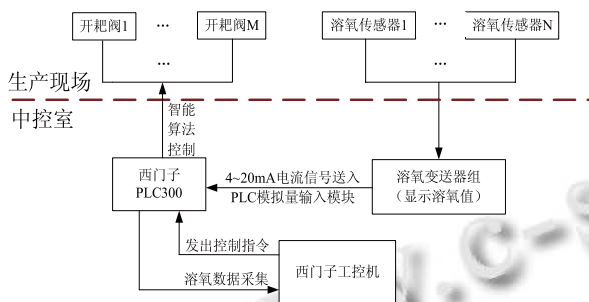 开耙阀1 ··· 开耙阀M 溶氧传感器1 ··· 溶氧传感器N
··· ···
生产现场
中控室
智能
算法
控制
西门子
PLC300
4~20mA电流信号送入
PLC模拟量输入模块
溶氧变送器组
(显示溶氧值)
发出控制指令
溶氧数据采集
西门子工控机